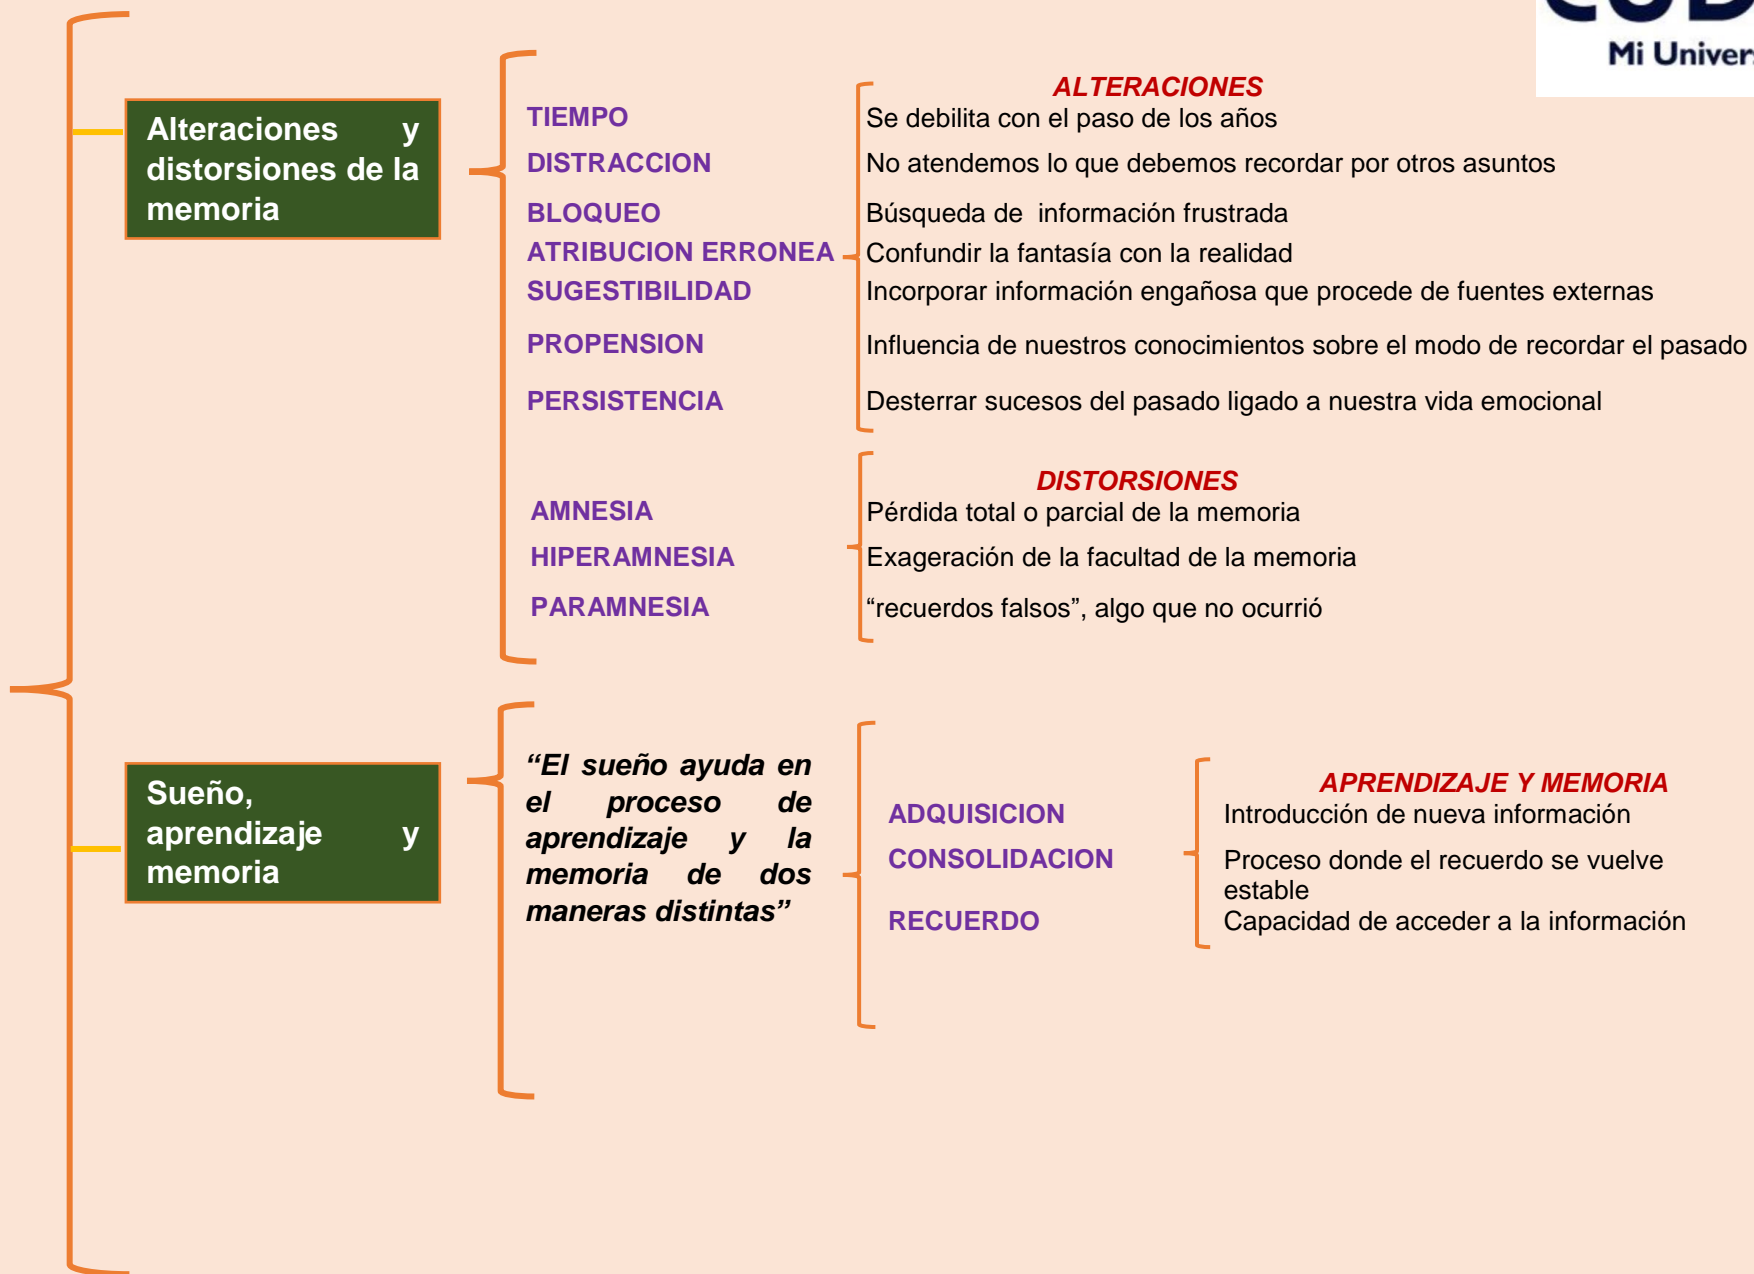 Mi Univer
Alteraciones y
distorsiones de la
memoria
ALTERACIONES
TIEMPO Se debilita con el paso de los años
DISTRACCION No atendemos lo que debemos recordar por otros asuntos
BLOQUEO Búsqueda de información frustrada
ATRIBUCION ERRONEA Confundir la fantasía con la realidad
SUGESTIBILIDAD Incorporar información engañosa que procede de fuentes externas
PROPENSION Influencia de nuestros conocimientos sobre el modo de recordar el pasado
PERSISTENCIA Desterrar sucesos del pasado ligado a nuestra vida emocional
DISTORSIONES
AMNESIA Pérdida total o parcial de la memoria
HIPERAMNESIA Exageración de la facultad de la memoria
PARAMNESIA “recuerdos falsos”, algo que no ocurrió
Sueño,
aprendizaje y
memoria
“El sueño ayuda en
el proceso de
aprendizaje y la
memoria de dos
maneras distintas”
APRENDIZAJE Y MEMORIA
ADQUISICION Introducción de nueva información
CONSOLIDACION Proceso donde el recuerdo se vuelve
estable
RECUERDO Capacidad de acceder a la información